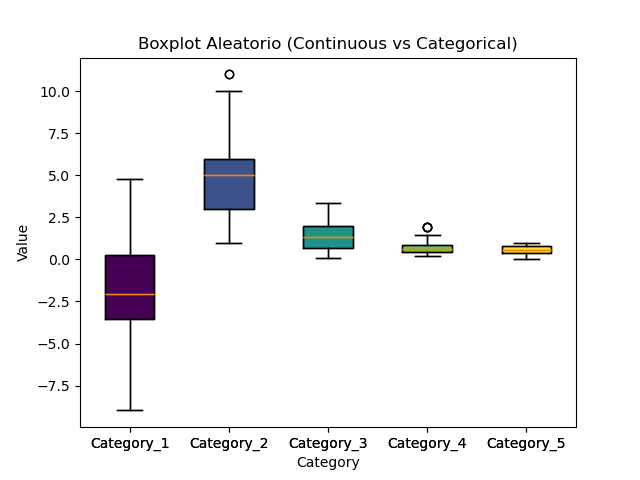 Boxplot Aleatorio (Continuous vs Categorical)
10.0
7.5
5.0
2.5
0.0
−2.5
−5.0
−7.5
Value
Category_1 Category_2 Category_3 Category_4 Category_5
Category